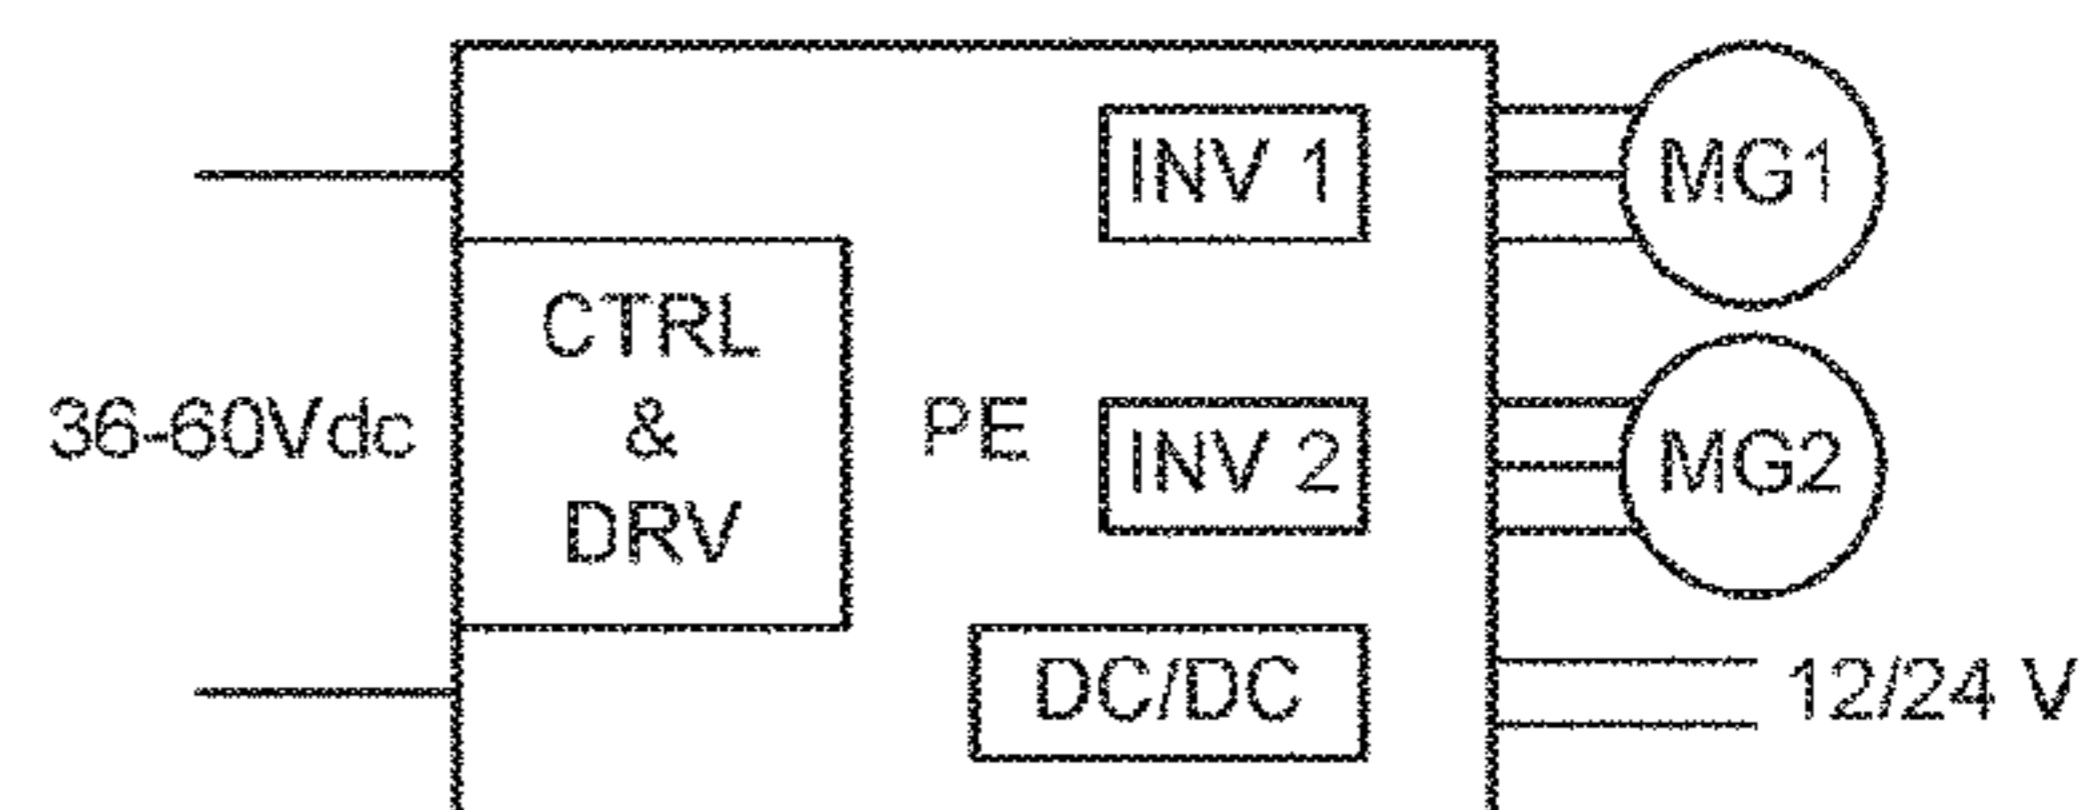 INV 1
MG1
CTRL
&
DRV
36-60Vdc
PE
INV 2
MG2
DC/DC
12/24 V